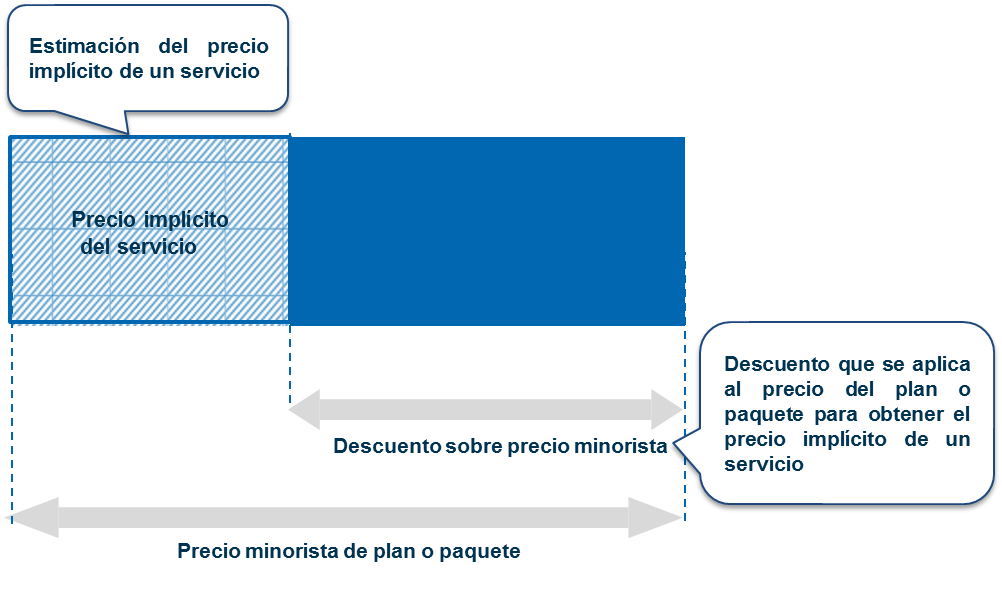 Estimación del precio
implícito de un servicio
Precio implícito
del servicio
Descuento que se aplica
al precio del plan o
paquete para obtener el
precio implícito de un
servicio
Descuento sobre precio minorista
Precio minorista de plan o paquete